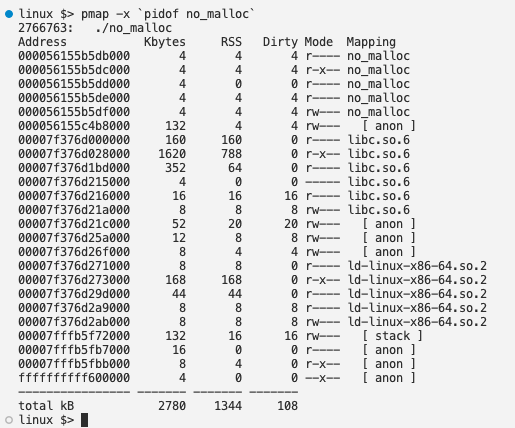 linux $> pmap -x `pidof no_malloc`
2766763:   ./no_malloc
Address           Kbytes     RSS   Dirty Mode  Mapping
000056155b5db000       4       4       4 r---- no_malloc
000056155b5dc000       4       4       4 r-x-- no_malloc
000056155b5dd000       4       0       0 r---- no_malloc
000056155b5de000       4       4       4 r---- no_malloc
000056155b5df000       4       4       4 rw--- no_malloc
000056155c4b8000     132       4       4 rw---   [ anon ]
00007f376d000000     160     160       0 r---- libc.so.6
00007f376d028000    1620     788       0 r-x-- libc.so.6
00007f376d1bd000     352      64       0 r---- libc.so.6
00007f376d215000       4       0       0 ----- libc.so.6
00007f376d216000      16      16      16 r---- libc.so.6
00007f376d21a000       8       8       8 rw--- libc.so.6
00007f376d21c000      52      20      20 rw---   [ anon ]
00007f376d25a000      12       8       8 rw---   [ anon ]
00007f376d26f000       8       4       4 rw---   [ anon ]
00007f376d271000       8       8       0 r---- ld-linux-x86-64.so.2
00007f376d273000     168     168       0 r-x-- ld-linux-x86-64.so.2
00007f376d29d000      44      44       0 r---- ld-linux-x86-64.so.2
00007f376d2a9000       8       8       8 r---- ld-linux-x86-64.so.2
00007f376d2ab000       8       8       8 rw--- ld-linux-x86-64.so.2
00007fffb5f72000     132      16      16 rw---   [ stack ]
00007fffb5fb7000      16       0       0 r----   [ anon ]
00007fffb5fbb000       8       4       0 r-x--   [ anon ]
ffffffffff600000       4       0       0 --x--   [ anon ]
---------------- ------- ------- -------
total kB            2780    1344     108
linux $>